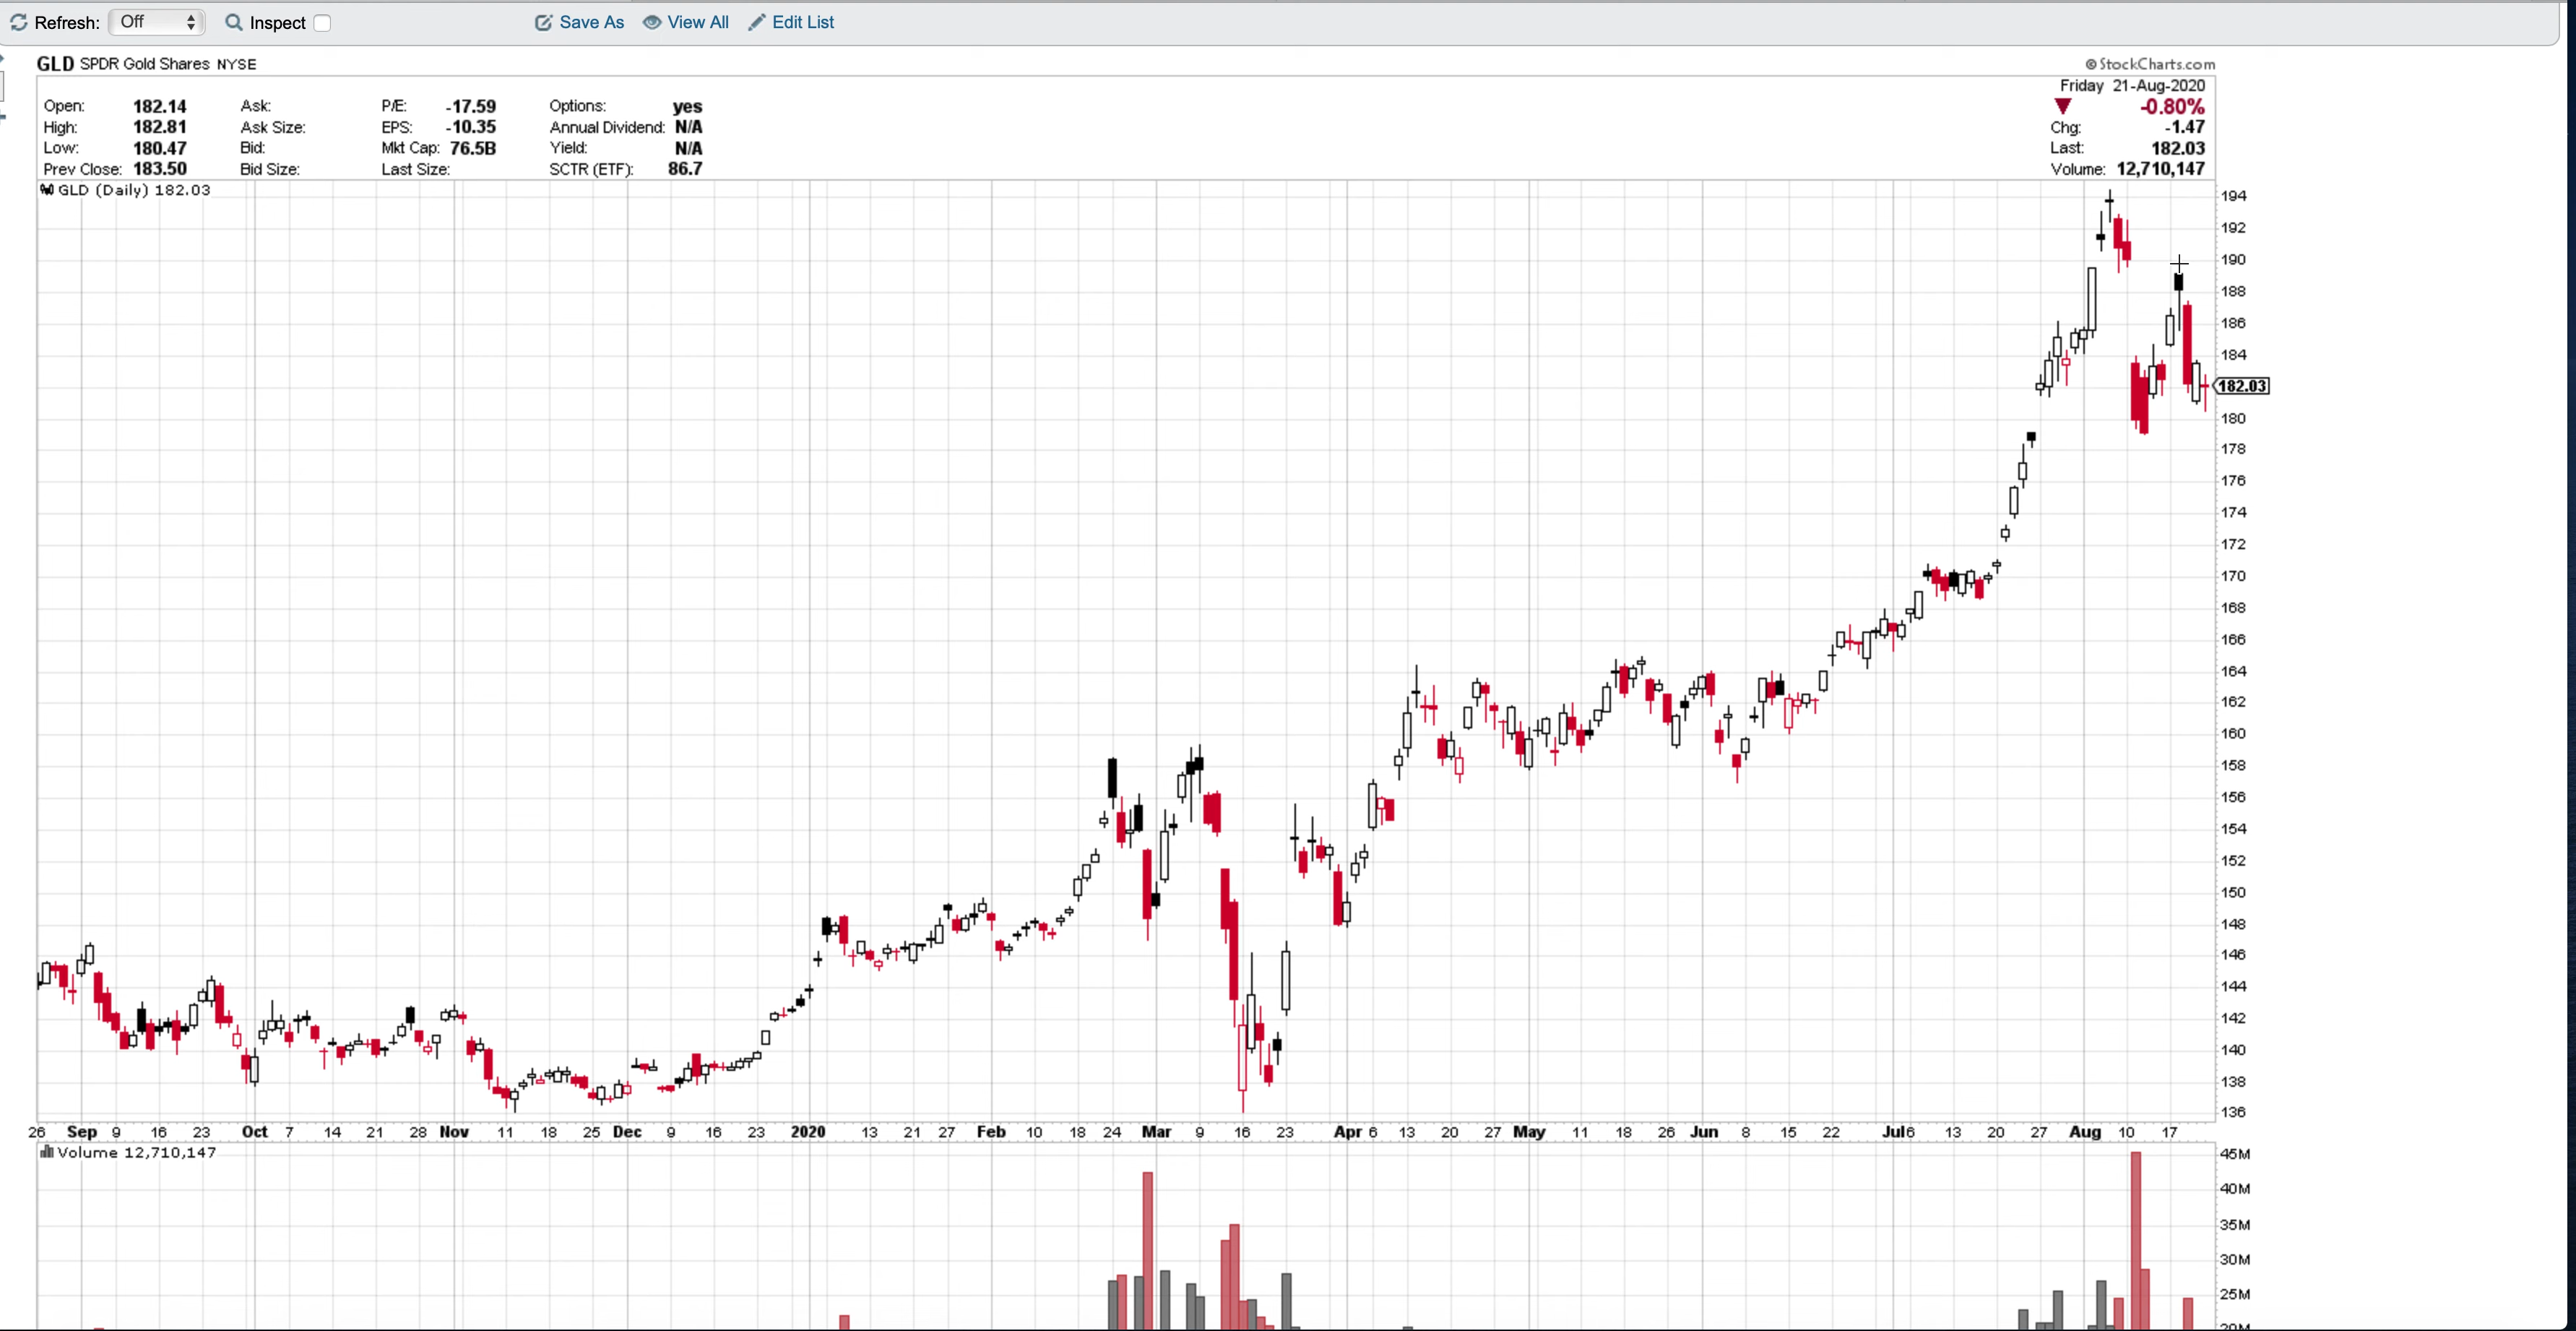 Refresh: Off Inspect Save As View All Edit List
GLD SPDR Gold Shares NYSE © StockCharts.com
Friday 21-Aug-2020
Open: 182.14 Ask: P/E: -17.59 Options: yes -0.80%
High: 182.81 Ask Size: EPS: -10.35 Annual Dividend: N/A Chg: -1.47
Low: 180.47 Bid: Mkt Cap: 76.5B Yield: N/A Last: 182.03
Prev Close: 183.50 Bid Size: Last Size: SCTR (ETF): 86.7 Volume: 12,710,147
GLD (Daily) 182.03
194
192
190
188
186
184
182.03
180
178
176
174
172
170
168
166
164
162
160
158
156
154
152
150
148
146
144
142
140
138
136
26 Sep 9 16 23 Oct 7 14 21 28 Nov 11 18 25 Dec 9 16 23 2020 13 21 27 Feb 10 18 24 Mar 9 16 23 Apr 6 13 20 27 May 11 18 26 Jun 8 15 22 Jul6 13 20 27 Aug 10 17
Volume 12,710,147
45M
40M
35M
30M
25M
20M